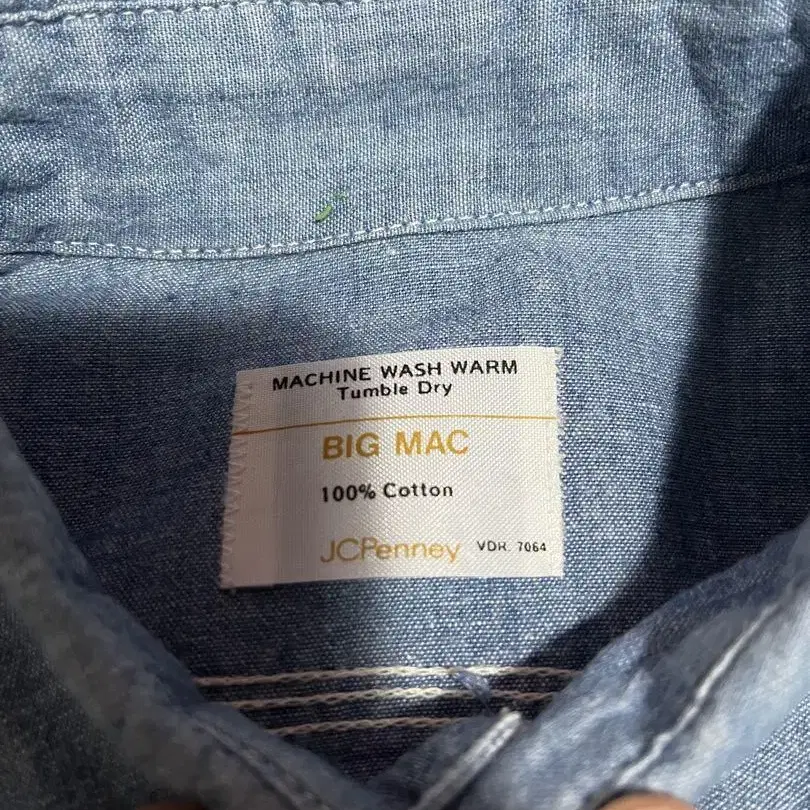 MACHINE WASH WARM
Tumble Dry
BIG MAC
100% Cotton
JCPenney VDR. 7064